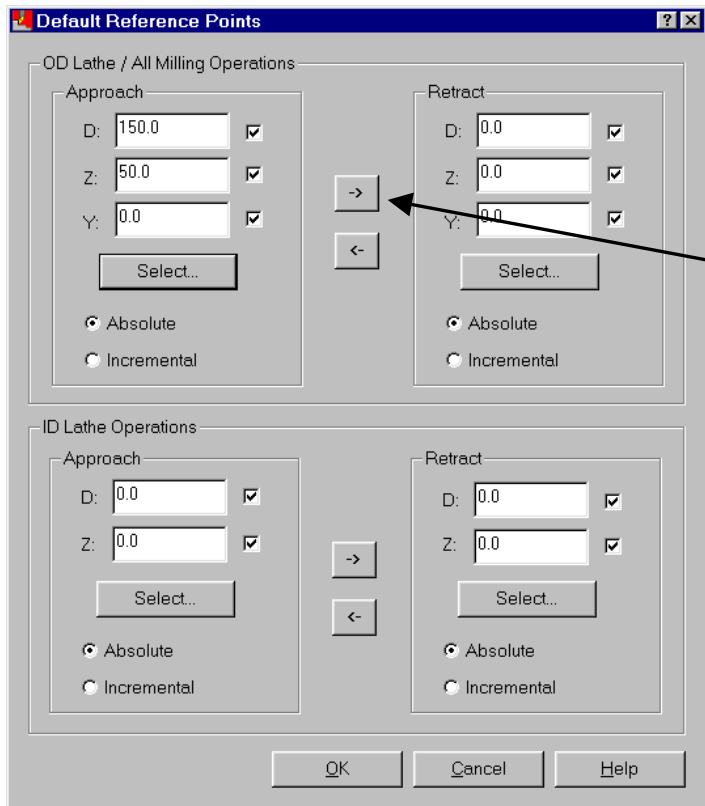 Default Reference Points
OD Lathe / All Milling Operations
Approach
D: 150.0
Z: 50.0
Y: 0.0
Select...
Absolute
Incremental
->
<-
Retract
D: 0.0
Z: 0.0
Y: 0.0
Select...
Absolute
Incremental
ID Lathe Operations
Approach
D: 0.0
Z: 0.0
Select...
Absolute
Incremental
->
<-
Retract
D: 0.0
Z: 0.0
Select...
Absolute
Incremental
OK Cancel Help